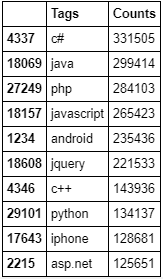 Tags Counts
4337 c# 331505
18069 java 299414
27249 php 284103
18157 javascript 265423
1234 android 235436
18608 jquery 221533
4346 c++ 143936
29101 python 134137
17643 iphone 128681
2215 asp.net 125651